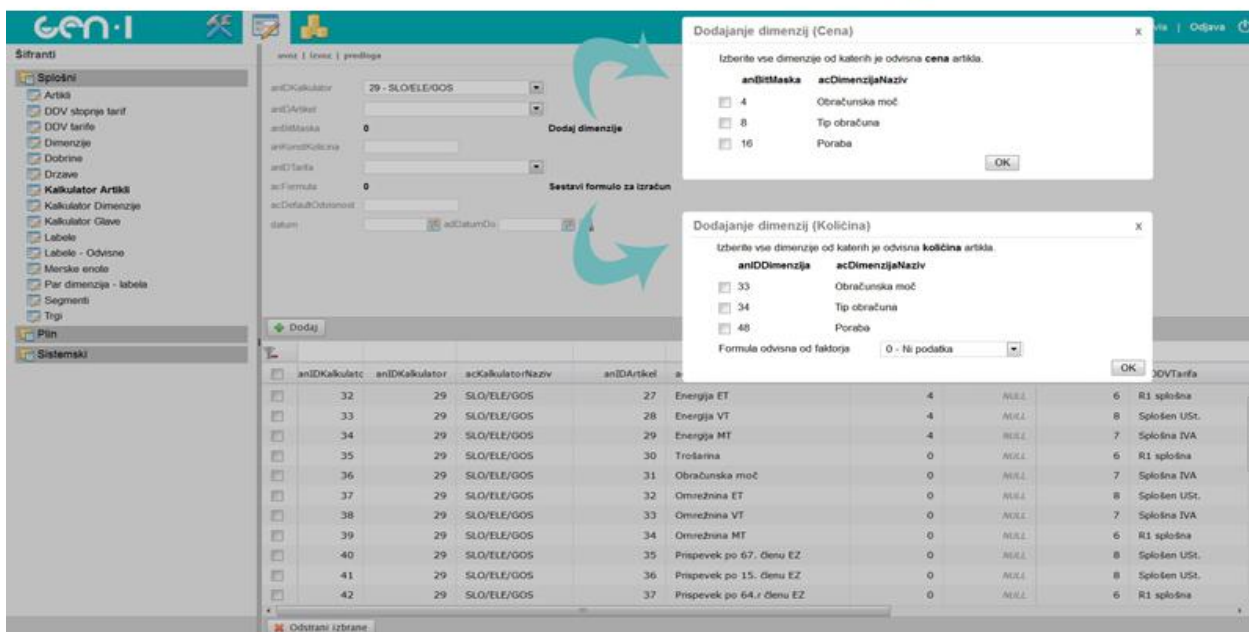 GEN·I
Odjava
Šifranti
uvoz | izvoz | predloga
Splošni
Artikli
DDV stopnje tarif
DDV tarife
Dimenzije
Dobrine
Drzave
Kalkulator Artikli
Kalkulator Dimenzije
Kalkulator Glave
Labele
Labele - Odvisne
Merske enote
Par dimenzija - labela
Segmenti
Trgi
Plin
Sistemski
anIDKalkulator 29 - SLO/ELE/GOS
anIDArtikel
anBitMaska 0 Dodaj dimenzije
anKondKolicina
anIDTarifa
acFormula 0 Sestavi formulo za izračun
acDefaultOdvisnost
datum adDatumDo
Dodajanje dimenzij (Cena) x
Izberite vse dimenzije od katerih je odvisna cena artikla.
anBitMaska acDimenzijaNaziv
4 Obračunska moč
8 Tip obračuna
16 Poraba
OK
Dodajanje dimenzij (Količina) x
Izberite vse dimenzije od katerih je odvisna količina artikla.
anIDDimenzija acDimenzijaNaziv
33 Obračunska moč
34 Tip obračuna
48 Poraba
Formula odvisna od faktorja 0 - Ni podatka
OK
Dodaj
anIDKalkulatc anIDKalkulator acKalkulatorNaziv anIDArtikel DDVTarifa
32 29 SLO/ELE/GOS 27 Energija ET 4 NULL 6 R1 splošna
33 29 SLO/ELE/GOS 28 Energija VT 4 NULL 8 Splošen USt.
34 29 SLO/ELE/GOS 29 Energija MT 4 NULL 7 Splošna IVA
35 29 SLO/ELE/GOS 30 Trošarina 0 NULL 6 R1 splošna
36 29 SLO/ELE/GOS 31 Obračunska moč 0 NULL 7 Splošna IVA
37 29 SLO/ELE/GOS 32 Omrežnina ET 0 NULL 8 Splošen USt.
38 29 SLO/ELE/GOS 33 Omrežnina VT 0 NULL 7 Splošna IVA
39 29 SLO/ELE/GOS 34 Omrežnina MT 0 NULL 6 R1 splošna
40 29 SLO/ELE/GOS 35 Prispevek po 67. členu EZ 0 NULL 8 Splošen USt.
41 29 SLO/ELE/GOS 36 Prispevek po 15. členu EZ 0 NULL 8 Splošen USt.
42 29 SLO/ELE/GOS 37 Prispevek po 64.r členu EZ 0 NULL 6 R1 splošna
Odstrani izbrane